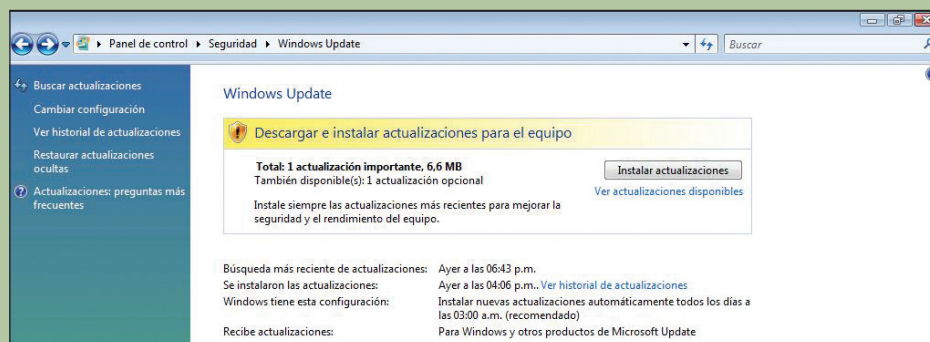 Panel de control Seguridad Windows Update
Buscar
Buscar actualizaciones
Cambiar configuración
Ver historial de actualizaciones
Restaurar actualizaciones
ocultas
Actualizaciones: preguntas más
frecuentes
Windows Update
Descargar e instalar actualizaciones para el equipo
Total: 1 actualización importante, 6,6 MB
También disponible(s): 1 actualización opcional
Instalar actualizaciones
Ver actualizaciones disponibles
Instale siempre las actualizaciones más recientes para mejorar la
seguridad y el rendimiento del equipo.
Búsqueda más reciente de actualizaciones: Ayer a las 06:43 p.m.
Se instalaron las actualizaciones: Ayer a las 04:06 p.m.. Ver historial de actualizaciones
Windows tiene esta configuración: Instalar nuevas actualizaciones automáticamente todos los días a
las 03:00 a.m. (recomendado)
Recibe actualizaciones: Para Windows y otros productos de Microsoft Update